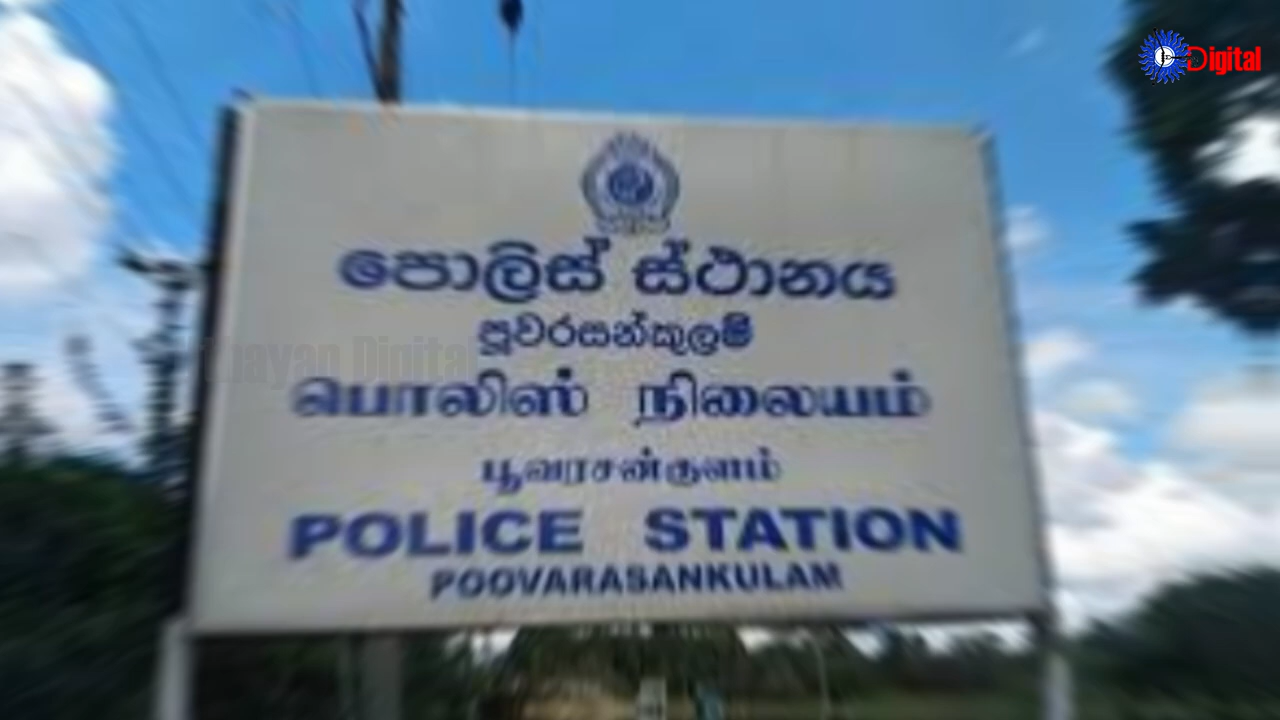 Digital
පොලිස් ස්ථානය
පූවරසන්කුලම්
பொலிஸ் நிலையம்
பூவரசன்குளம்
POLICE STATION
POOVARASANKULAM